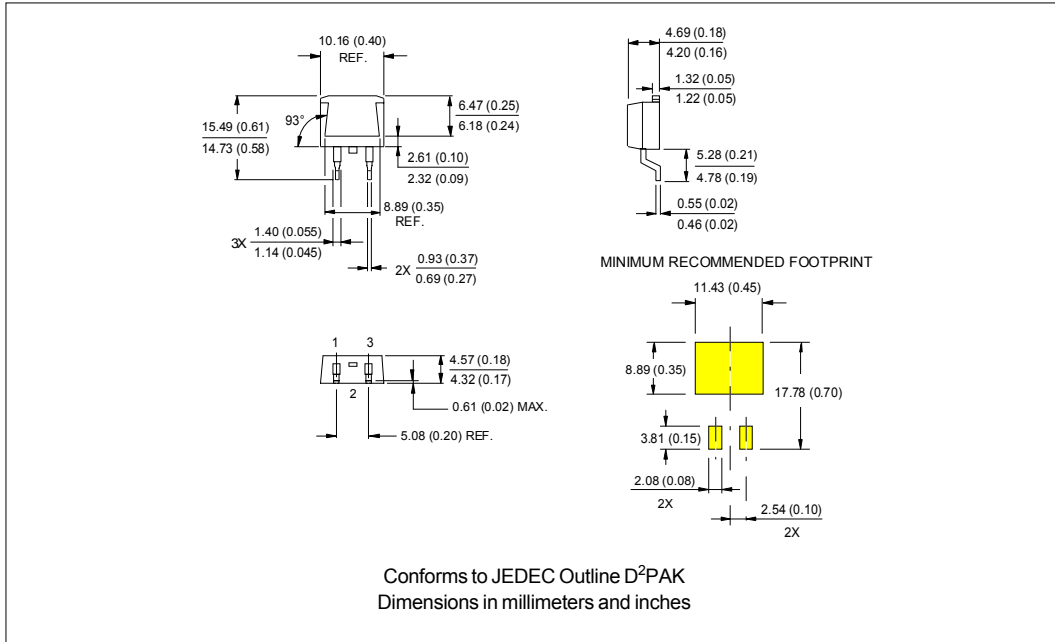 10.16 (0.40)
REF.
15.49 (0.61)
14.73 (0.58)
93°
6.47 (0.25)
6.18 (0.24)
2.61 (0.10)
2.32 (0.09)
8.89 (0.35)
REF.
3X
1.40 (0.055)
1.14 (0.045)
2X
0.93 (0.37)
0.69 (0.27)
4.69 (0.18)
4.20 (0.16)
1.32 (0.05)
1.22 (0.05)
5.28 (0.21)
4.78 (0.19)
0.55 (0.02)
0.46 (0.02)
1 3
2
4.57 (0.18)
4.32 (0.17)
0.61 (0.02) MAX.
5.08 (0.20) REF.
MINIMUM RECOMMENDED FOOTPRINT
11.43 (0.45)
8.89 (0.35)
17.78 (0.70)
3.81 (0.15)
2.08 (0.08)
2X
2.54 (0.10)
2X
Conforms to JEDEC Outline D²PAK
Dimensions in millimeters and inches